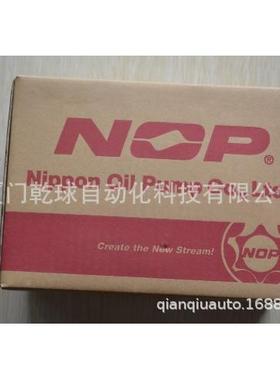 NOP®
Nippon Oil Pump Co., Ltd.
门乾球自动化科技有限公
Create the New Stream!
NOP
qianqiuauto.1688